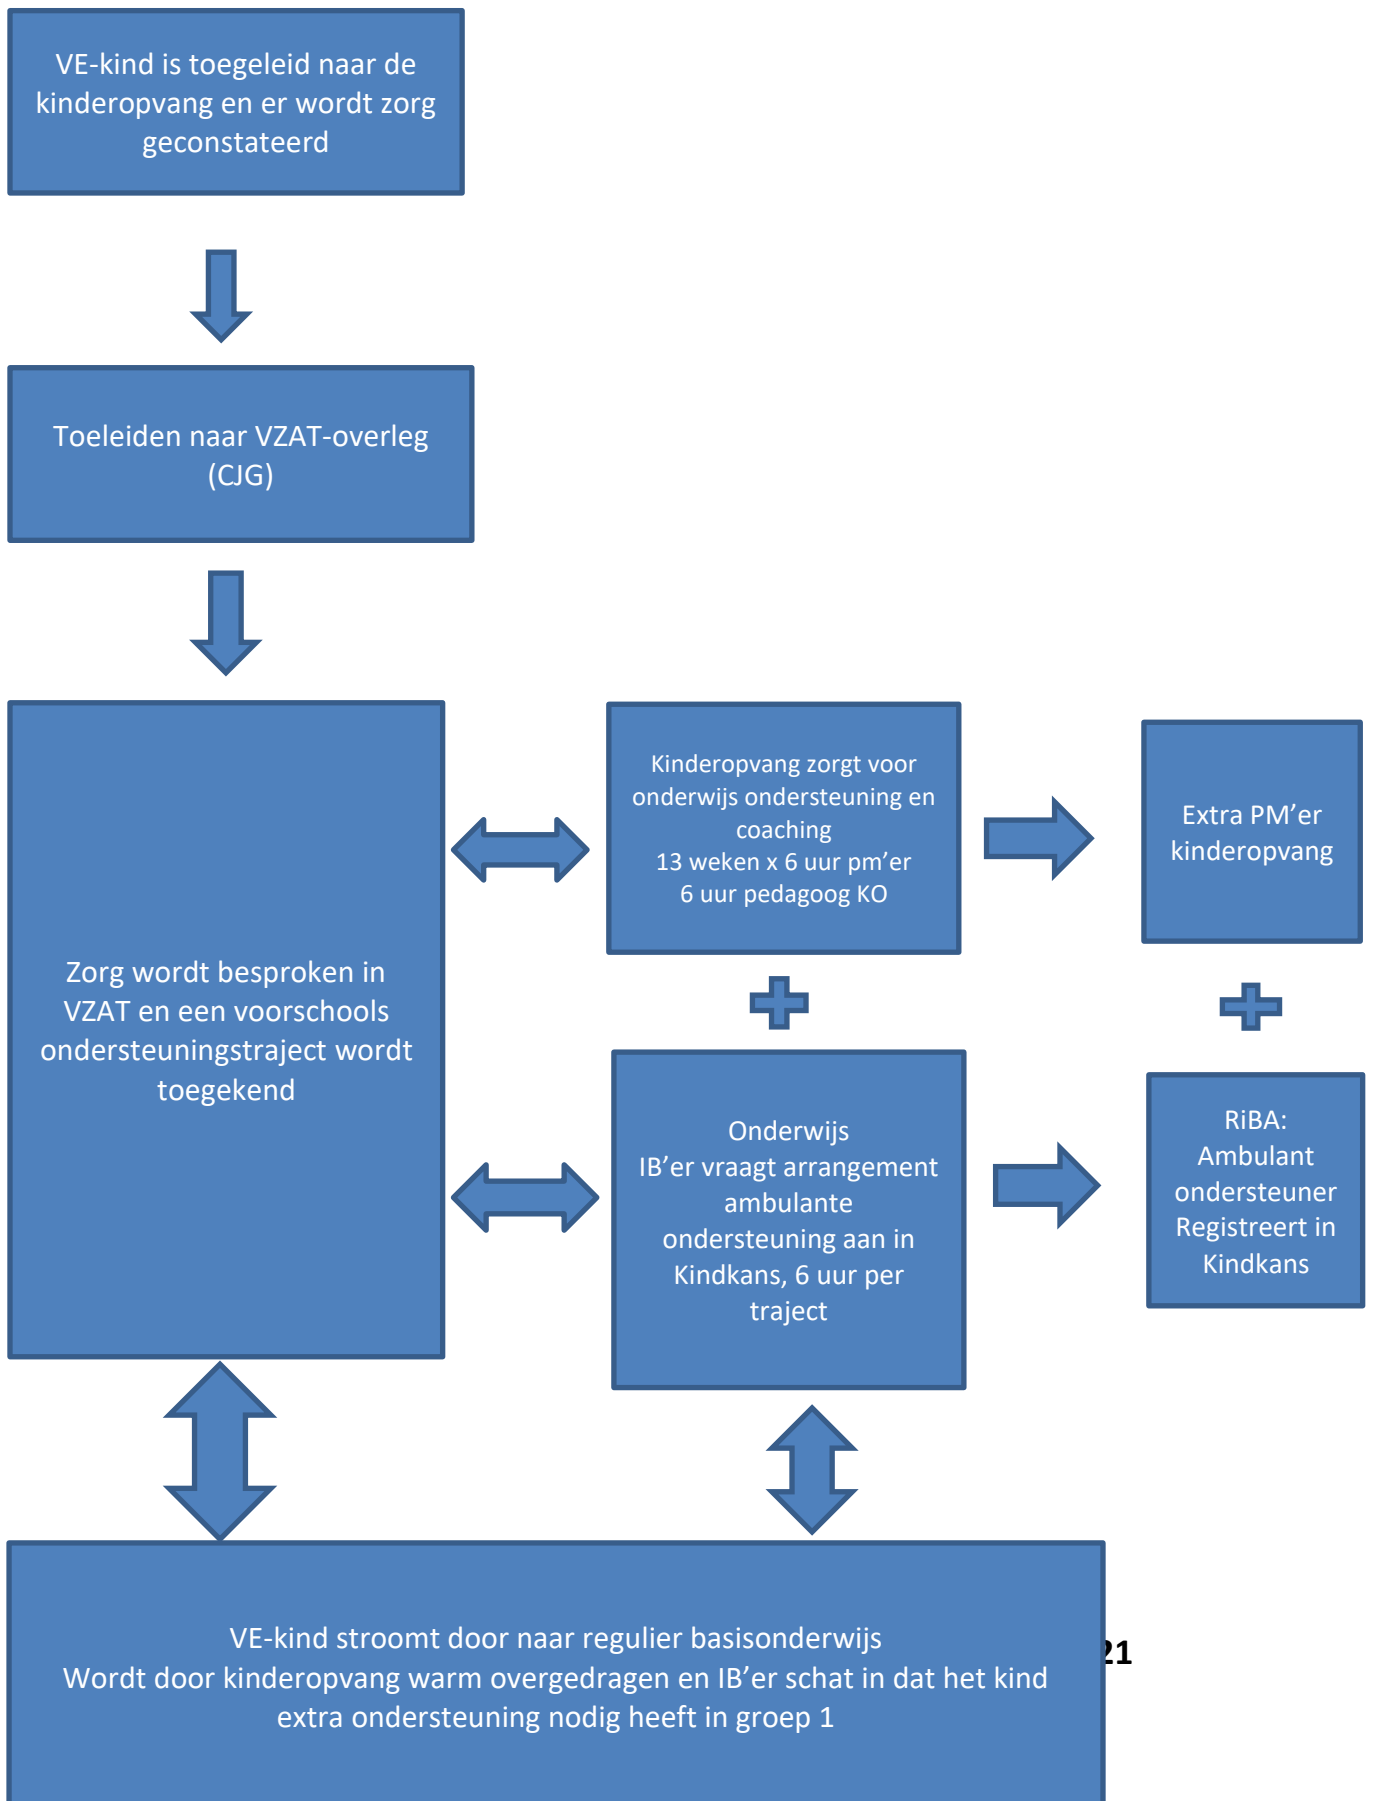 VE-kind is toegeleid naar de
kinderopvang en er wordt zorg
geconstateerd
Toeleiden naar VZAT-overleg
(CJG)
Zorg wordt besproken in
VZAT en een voorschools
ondersteuningstraject wordt
toegekend
Kinderopvang zorgt voor
onderwijs ondersteuning en
coaching
13 weken x 6 uur pm’er
6 uur pedagoog KO
Extra PM’er
kinderopvang
Onderwijs
IB’er vraagt arrangement
ambulante
ondersteuning aan in
Kindkans, 6 uur per
traject
RiBA:
Ambulant
ondersteuner
Registreert in
Kindkans
VE-kind stroomt door naar regulier basisonderwijs
Wordt door kinderopvang warm overgedragen en IB’er schat in dat het kind
extra ondersteuning nodig heeft in groep 1
21